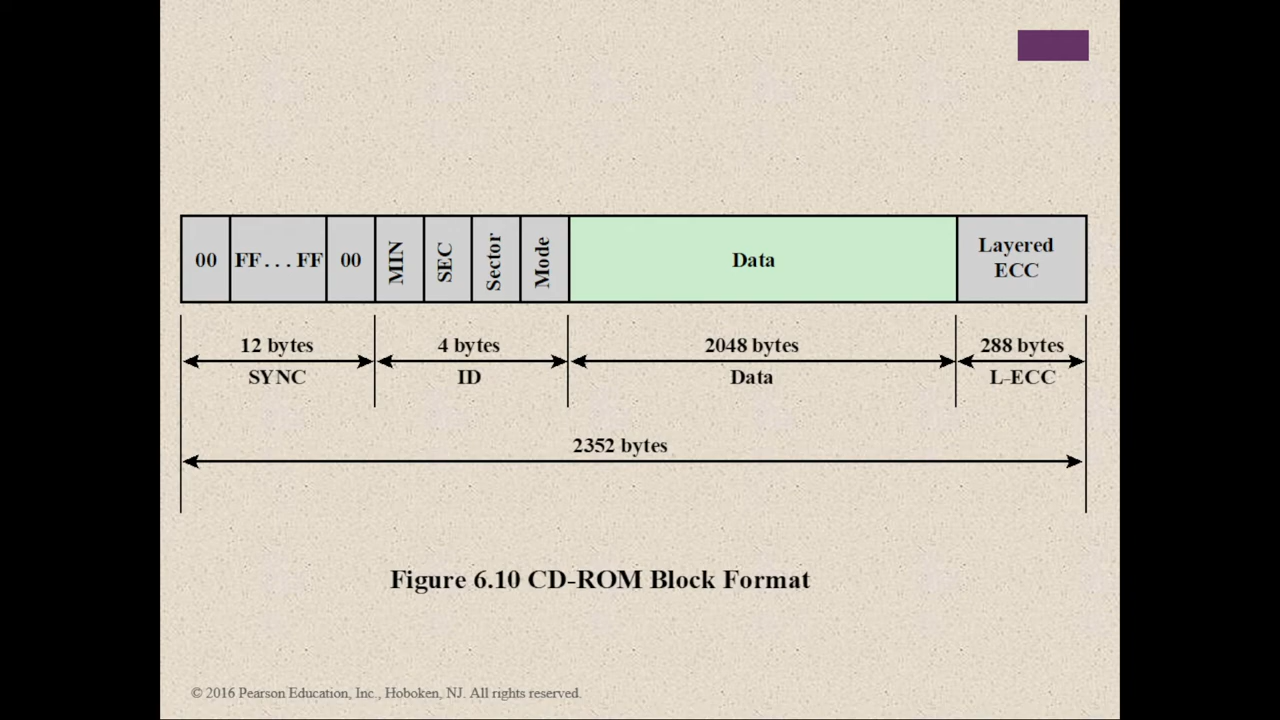 00 FF . . . FF 00 MIN SEC Sector Mode Data Layered
ECC
12 bytes 4 bytes 2048 bytes 288 bytes
SYNC ID Data L-ECC
2352 bytes
Figure 6.10 CD-ROM Block Format
© 2016 Pearson Education, Inc., Hoboken, NJ. All rights reserved.